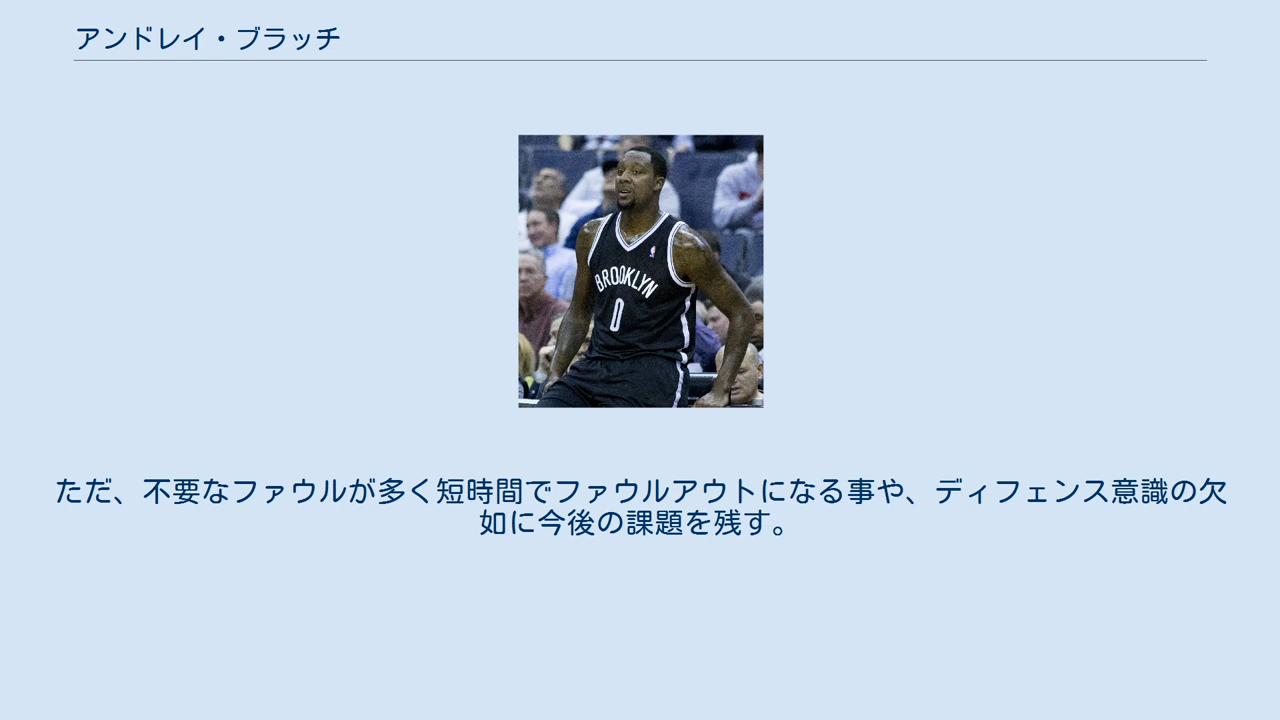 アンドレイ・ブラッチ
BROOKLYN
0
ただ、不要なファウルが多く短時間でファウルアウトになる事や、ディフェンス意識の欠
如に今後の課題を残す。